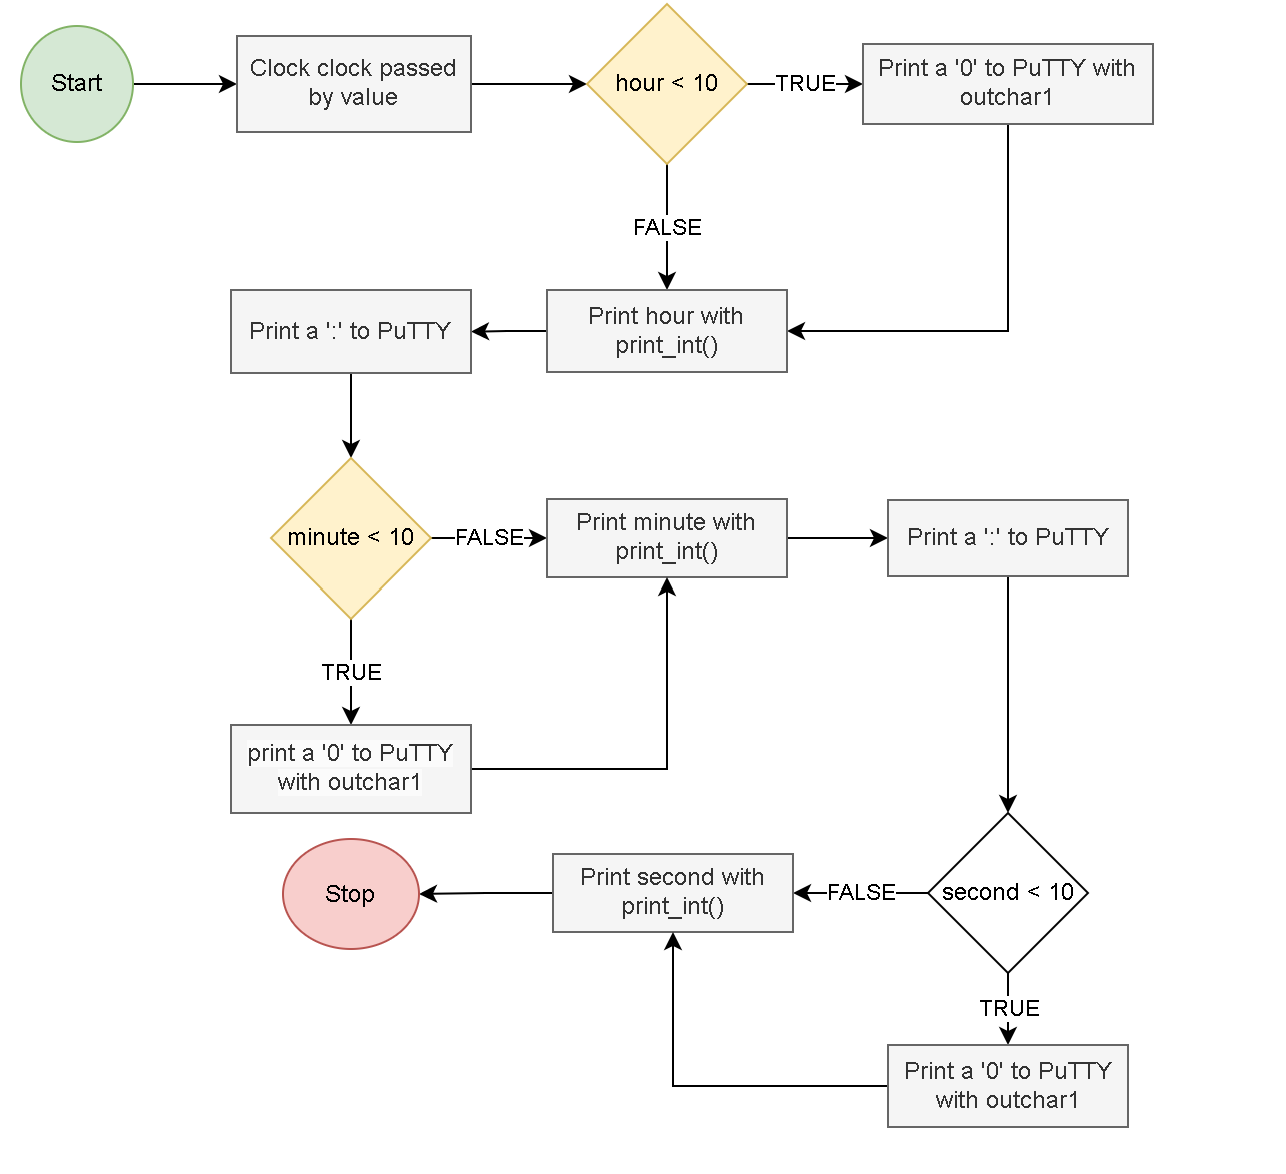 Start
Clock clock passed
by value
hour < 10
TRUE
Print a '0' to PuTTY with
outchar1
FALSE
Print hour with
print_int()
Print a ':' to PuTTY
minute < 10
FALSE
Print minute with
print_int()
Print a ':' to PuTTY
TRUE
print a '0' to PuTTY
with outchar1
second < 10
FALSE
Print second with
print_int()
Stop
TRUE
Print a '0' to PuTTY
with outchar1